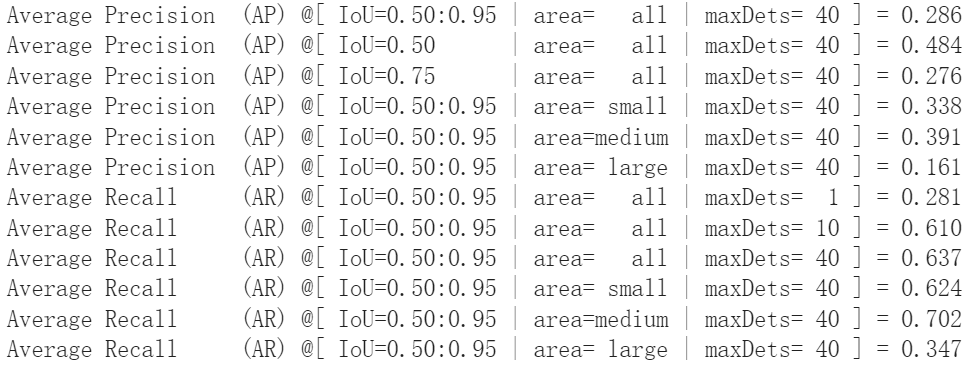 Average Precision  (AP) @[ IoU=0.50:0.95 | area=   all | maxDets= 40 ] = 0.286
Average Precision  (AP) @[ IoU=0.50      | area=   all | maxDets= 40 ] = 0.484
Average Precision  (AP) @[ IoU=0.75      | area=   all | maxDets= 40 ] = 0.276
Average Precision  (AP) @[ IoU=0.50:0.95 | area= small | maxDets= 40 ] = 0.338
Average Precision  (AP) @[ IoU=0.50:0.95 | area=medium | maxDets= 40 ] = 0.391
Average Precision  (AP) @[ IoU=0.50:0.95 | area= large | maxDets= 40 ] = 0.161
Average Recall     (AR) @[ IoU=0.50:0.95 | area=   all | maxDets=  1 ] = 0.281
Average Recall     (AR) @[ IoU=0.50:0.95 | area=   all | maxDets= 10 ] = 0.610
Average Recall     (AR) @[ IoU=0.50:0.95 | area=   all | maxDets= 40 ] = 0.637
Average Recall     (AR) @[ IoU=0.50:0.95 | area= small | maxDets= 40 ] = 0.624
Average Recall     (AR) @[ IoU=0.50:0.95 | area=medium | maxDets= 40 ] = 0.702
Average Recall     (AR) @[ IoU=0.50:0.95 | area= large | maxDets= 40 ] = 0.347